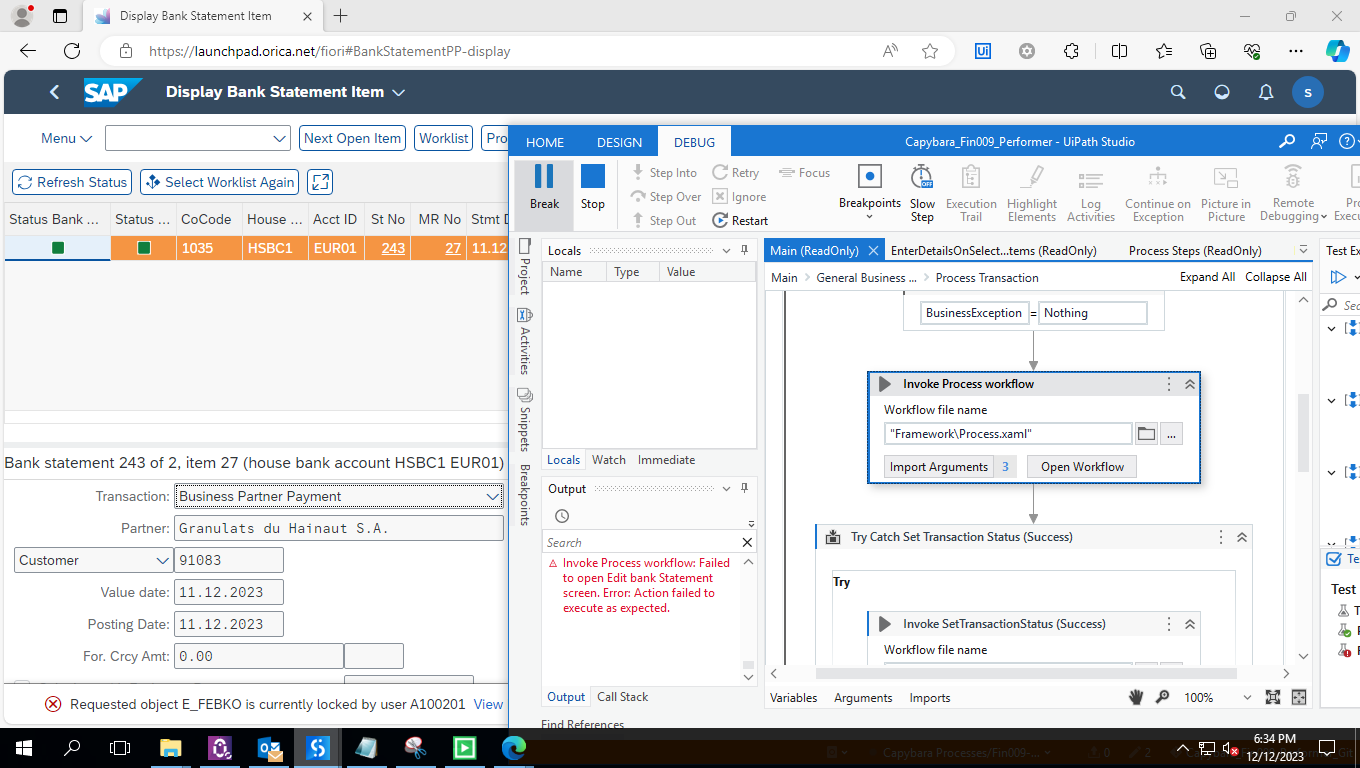 Display Bank Statement Item
https://launchpad.orica.net/fiori#BankStatementPP-display
SAP
Display Bank Statement Item
s
Menu
Next Open Item
Worklist
Pro
Refresh Status
Select Worklist Again
Status Bank ...
Status ...
CoCode
House ...
Acct ID
St No
MR No
Stmt D
1035
HSBC1
EUR01
243
27
11.12
Bank statement 243 of 2, item 27 (house bank account HSBC1 EUR01)
Transaction:
Business Partner Payment
Partner:
Granulats du Hainaut S.A.
Customer
91083
Value date:
11.12.2023
Posting Date:
11.12.2023
For. Crcy Amt:
0.00
Requested object E_FEBKO is currently locked by user A100201
View
HOME
DESIGN
DEBUG
Capybara_Fin009_Performer - UiPath Studio
Break
Stop
Step Into
Step Over
Step Out
Retry
Ignore
Restart
Focus
Breakpoints
Slow Step
Execution Trail
Highlight Elements
Log Activities
Continue on Exception
Picture in Picture
Remote Debugging
Project
Activities
Snippets
Breakpoints
Locals
Name
Type
Value
Locals
Watch
Immediate
Output
Search
Invoke Process workflow: Failed
to open Edit bank Statement
screen. Error: Action failed to
execute as expected.
Output
Call Stack
Find References
Main (ReadOnly)
EnterDetailsOnSelect...tems (ReadOnly)
Process Steps (ReadOnly)
Main
General Business ...
Process Transaction
Expand All
Collapse All
BusinessException
=
Nothing
Invoke Process workflow
Workflow file name
"Framework\Process.xaml"
...
Import Arguments
3
Open Workflow
Try Catch Set Transaction Status (Success)
Try
Invoke SetTransactionStatus (Success)
Workflow file name
Variables
Arguments
Imports
100%
Test Ex
Sea
Te
Test
6:34 PM
12/12/2023